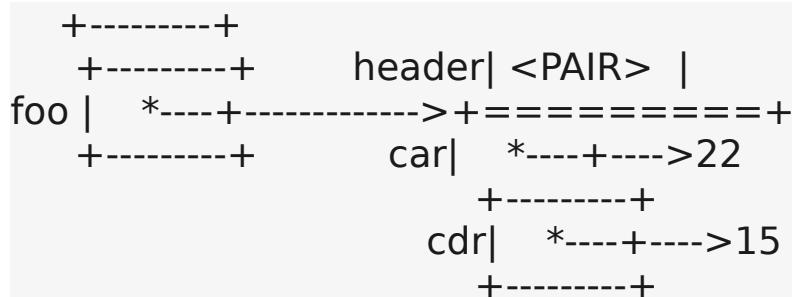 +---------+
+---------+ header| <PAIR> |
foo | *----+------------->+=========+
+---------+ car| *----+---->22
+---------+
cdr| *----+---->15
+---------+